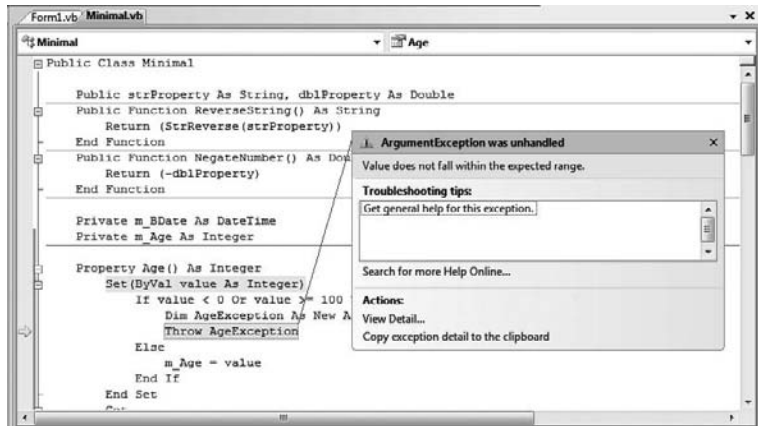 Form1.vb Minimal.vb
Minimal
Age
Public Class Minimal
Public strProperty As String, dblProperty As Double
Public Function ReverseString() As String
Return (StrReverse(strProperty))
End Function
Public Function NegateNumber() As Dou
Return (-dblProperty)
End Function
Private m_BDate As DateTime
Private m_Age As Integer
Property Age() As Integer
Set(ByVal value As Integer)
If value < 0 Or value >= 100
Dim AgeException As New A
Throw AgeException
Else
m_Age = value
End If
End Set
ArgumentException was unhandled
Value does not fall within the expected range.
Troubleshooting tips:
Get general help for this exception.
Search for more Help Online...
Actions:
View Detail...
Copy exception detail to the clipboard